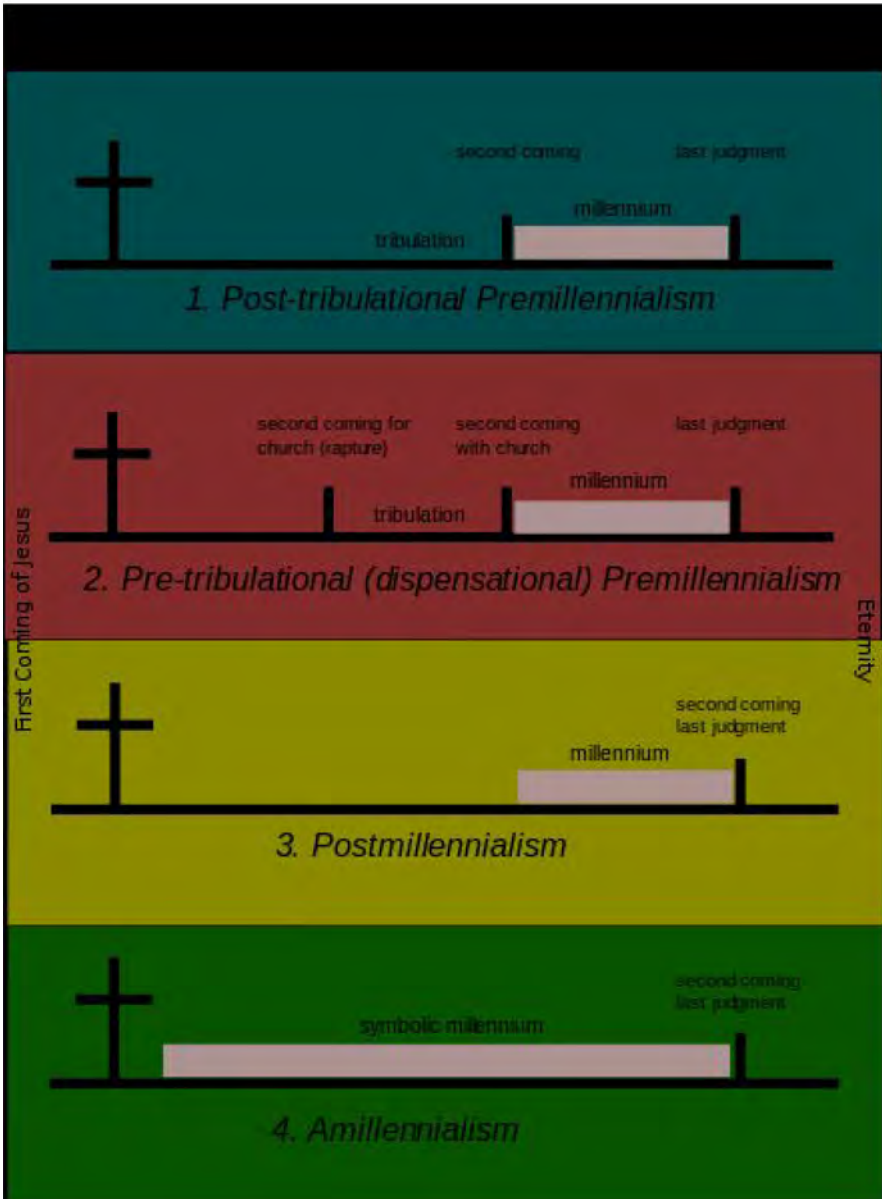 second coming
last judgment
millennium
tribulation
1. Post-tribulational Premillennialism
second coming for
church (rapture)
second coming
with church
last judgment
millennium
tribulation
2. Pre-tribulational (dispensational) Premillennialism
First Coming of Jesus
Eternity
second coming
last judgment
millennium
3. Postmillennialism
second coming
last judgment
symbolic millennium
4. Amillennialism